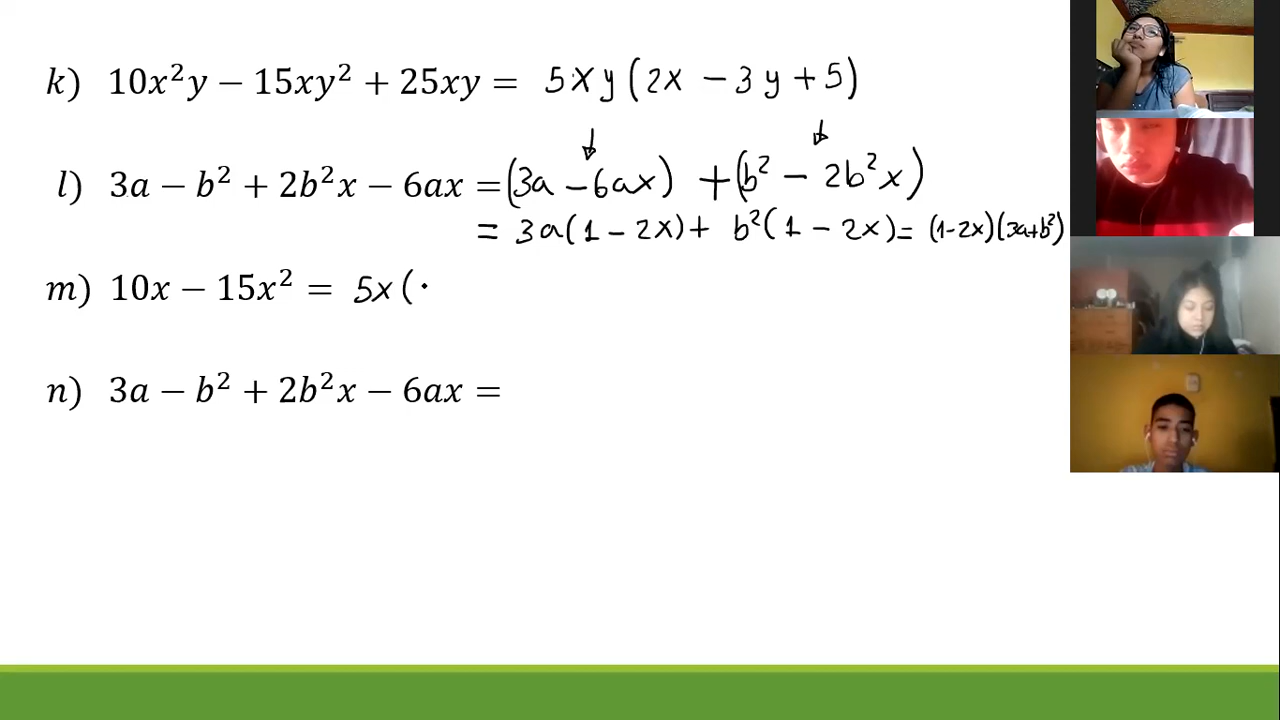 k) 10x²y − 15xy² + 25xy = 5xy(2x − 3y + 5)
l) 3a − b² + 2b²x − 6ax = (3a − 6ax) + (b² − 2b²x)
= 3a(1 − 2x) + b²(1 − 2x) = (1-2x)(3a+b²)
m) 10x − 15x² = 5x(
n) 3a − b² + 2b²x − 6ax =